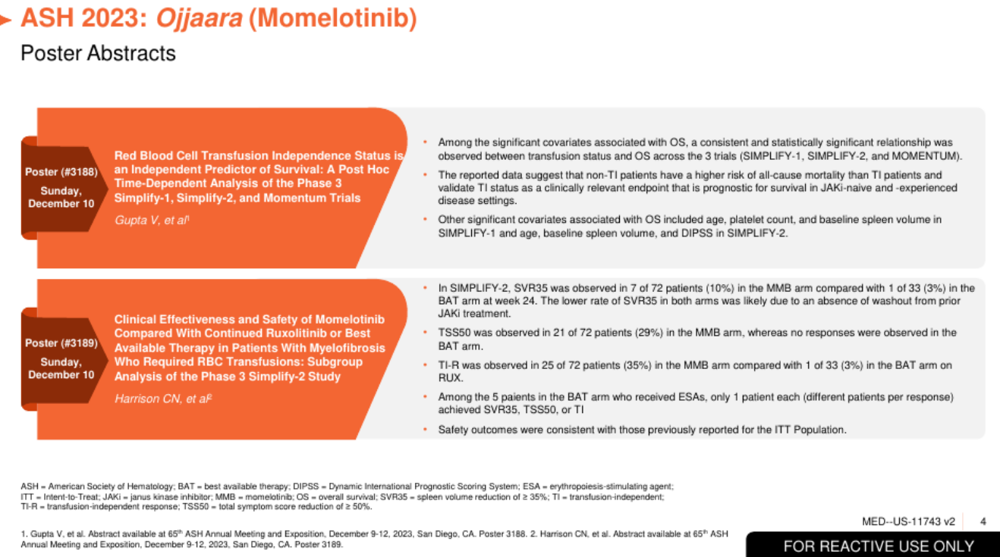 ASH 2023: Ojjaara (Momelotinib)
Poster Abstracts
Poster (#3188)
Sunday,
December 10
Red Blood Cell Transfusion Independence Status is
an Independent Predictor of Survival: A Post Hoc
Time-Dependent Analysis of the Phase 3
Simplify-1, Simplify-2, and Momentum Trials
Gupta V, et al¹
• Among the significant covariates associated with OS, a consistent and statistically significant relationship was
observed between transfusion status and OS across the 3 trials (SIMPLIFY-1, SIMPLIFY-2, and MOMENTUM).
• The reported data suggest that non-TI patients have a higher risk of all-cause mortality than TI patients and
validate TI status as a clinically relevant endpoint that is prognostic for survival in JAKi-naive and -experienced
disease settings.
• Other significant covariates associated with OS included age, platelet count, and baseline spleen volume in
SIMPLIFY-1 and age, baseline spleen volume, and DIPSS in SIMPLIFY-2.
Poster (#3189)
Sunday,
December 10
Clinical Effectiveness and Safety of Momelotinib
Compared With Continued Ruxolitinib or Best
Available Therapy in Patients With Myelofibrosis
Who Required RBC Transfusions: Subgroup
Analysis of the Phase 3 Simplify-2 Study
Harrison CN, et al²
• In SIMPLIFY-2, SVR35 was observed in 7 of 72 patients (10%) in the MMB arm compared with 1 of 33 (3%) in the
BAT arm at week 24. The lower rate of SVR35 in both arms was likely due to an absence of washout from prior
JAKi treatment.
• TSS50 was observed in 21 of 72 patients (29%) in the MMB arm, whereas no responses were observed in the
BAT arm.
• TI-R was observed in 25 of 72 patients (35%) in the MMB arm compared with 1 of 33 (3%) in the BAT arm on
RUX.
• Among the 5 paients in the BAT arm who received ESAs, only 1 patient each (different patients per response)
achieved SVR35, TSS50, or TI
• Safety outcomes were consistent with those previously reported for the ITT Population.
ASH = American Society of Hematology; BAT = best available therapy; DIPSS = Dynamic International Prognostic Scoring System; ESA = erythropoiesis-stimulating agent;
ITT = Intent-to-Treat; JAKi = janus kinase inhibitor; MMB = momelotinib; OS = overall survival; SVR35 = spleen volume reduction of ≥ 35%; TI = transfusion-independent;
TI-R = transfusion-independent response; TSS50 = total symptom score reduction of ≥ 50%.
1. Gupta V, et al. Abstract available at 65th ASH Annual Meeting and Exposition, December 9-12, 2023, San Diego, CA. Poster 3188. 2. Harrison CN, et al. Abstract available at 65th ASH
Annual Meeting and Exposition, December 9-12, 2023, San Diego, CA. Poster 3189.
MED--US-11743 v2 4
FOR REACTIVE USE ONLY